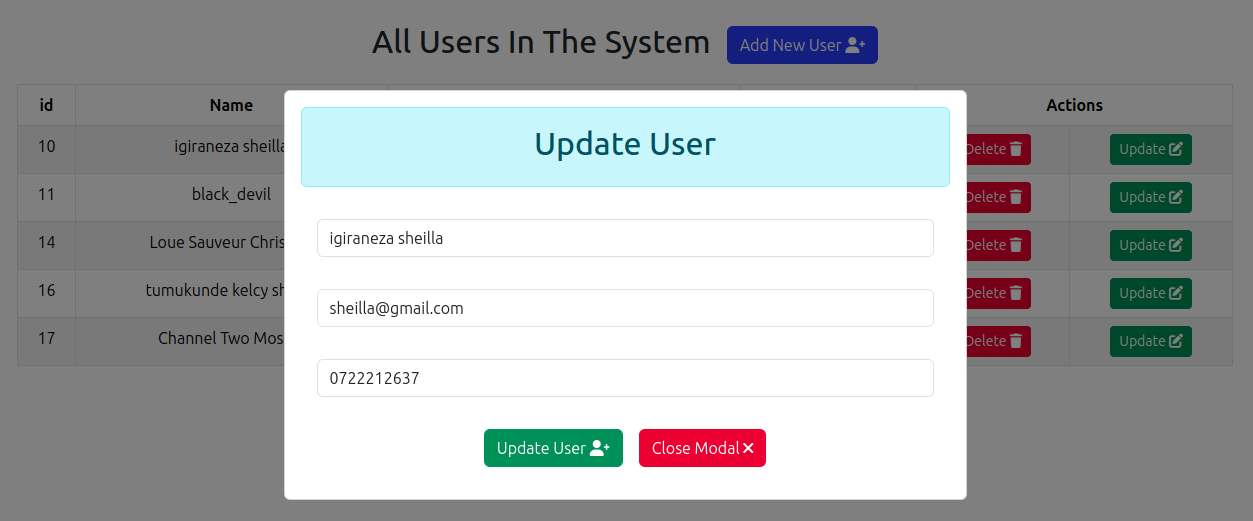 All Users In The System Add New User
id Name Actions
Update User
10 igiraneza sheilla Delete Update
11 black_devil Delete Update
14 Loue Sauveur Chris Delete Update
16 tumukunde kelcy sh Delete Update
17 Channel Two Mos Delete Update
igiraneza sheilla
sheilla@gmail.com
0722212637
Update User Close Modal